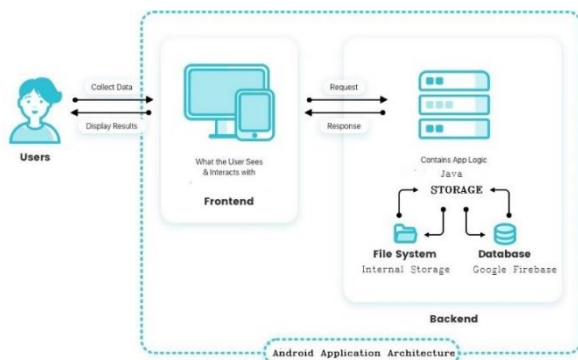 Collect Data
Display Results
Users
What the User Sees
& Interacts with
Frontend
Request
Response
Contains App Logic
Java
STORAGE
File System
Internal Storage
Database
Google Firebase
Backend
Android Application Architecture